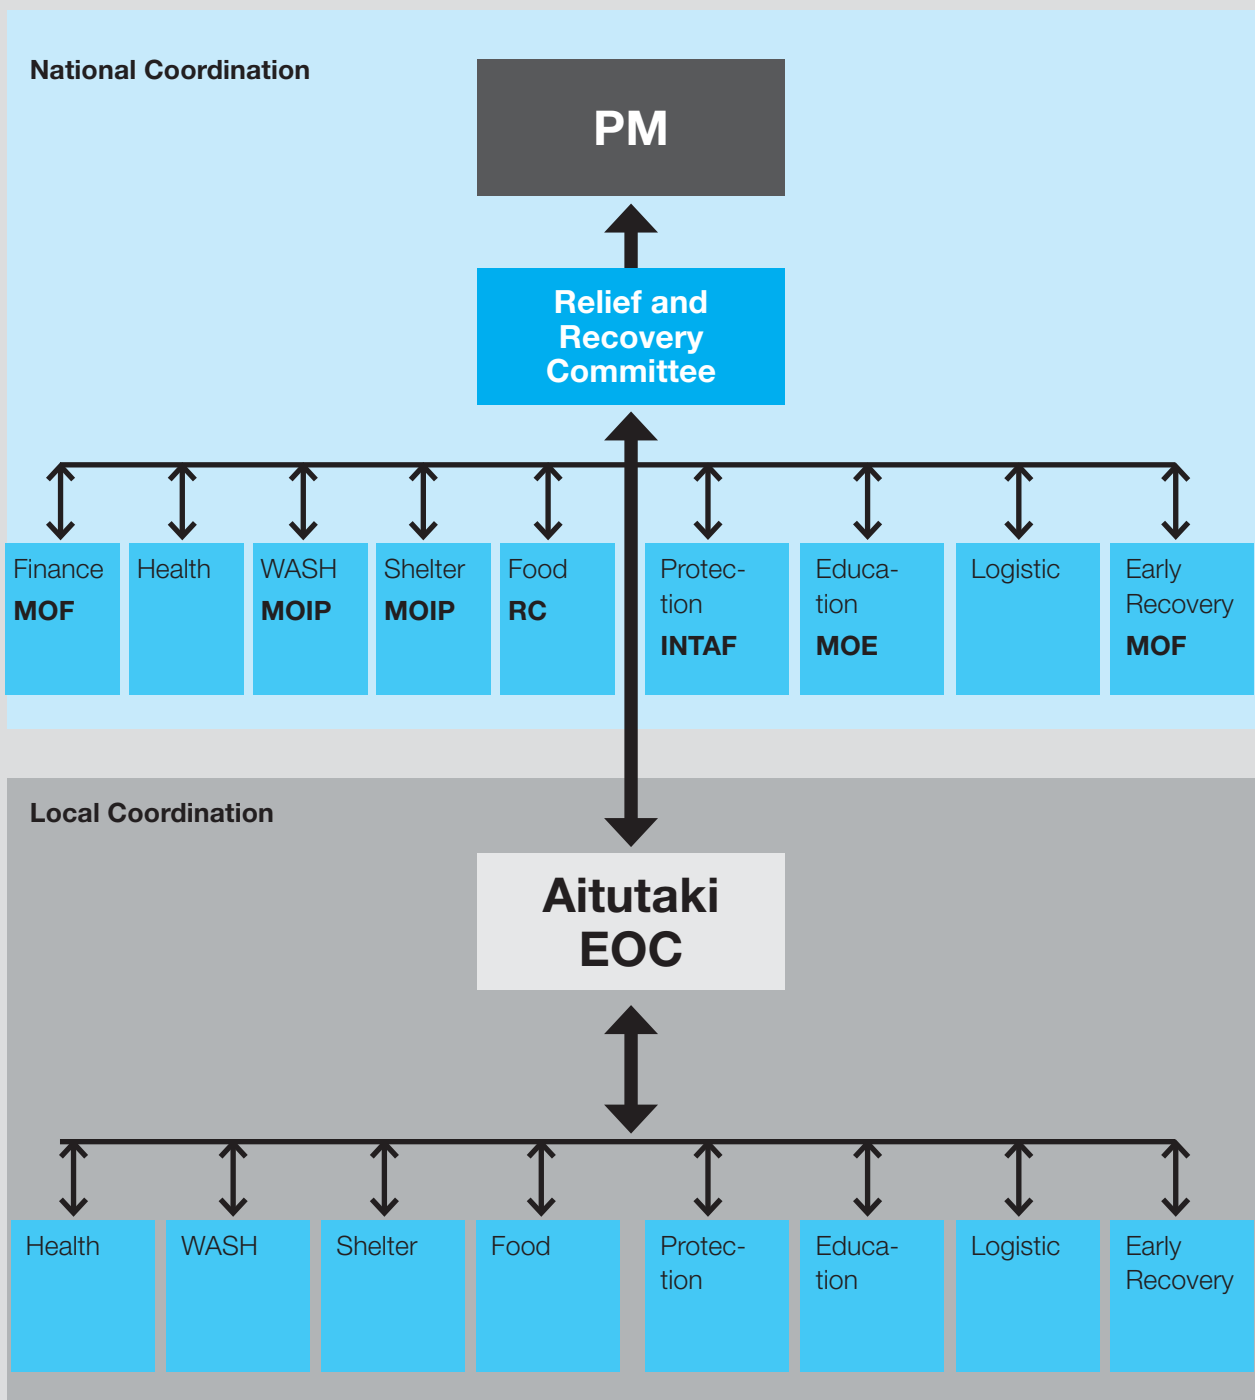 National Coordination
PM
Relief and
Recovery
Committee
Finance
MOF
Health
WASH
MOIP
Shelter
MOIP
Food
RC
Protec-
tion
INTAF
Educa-
tion
MOE
Logistic
Early
Recovery
MOF
Local Coordination
Aitutaki
EOC
Health
WASH
Shelter
Food
Protec-
tion
Educa-
tion
Logistic
Early
Recovery